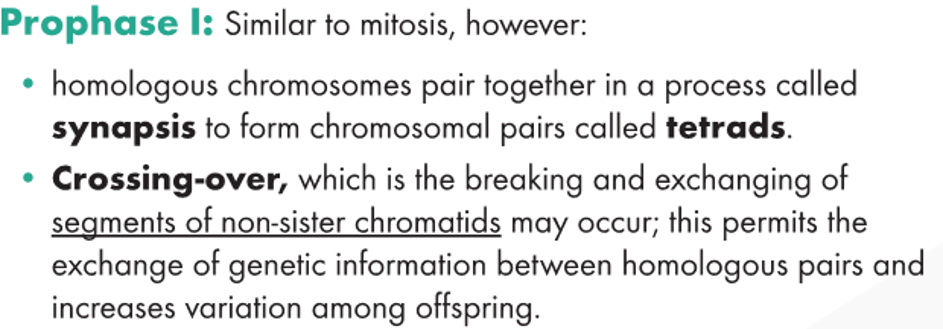 Prophase I: Similar to mitosis, however:
• homologous chromosomes pair together in a process called
synapsis to form chromosomal pairs called tetrads.
• Crossing-over, which is the breaking and exchanging of
segments of non-sister chromatids may occur; this permits the
exchange of genetic information between homologous pairs and
increases variation among offspring.